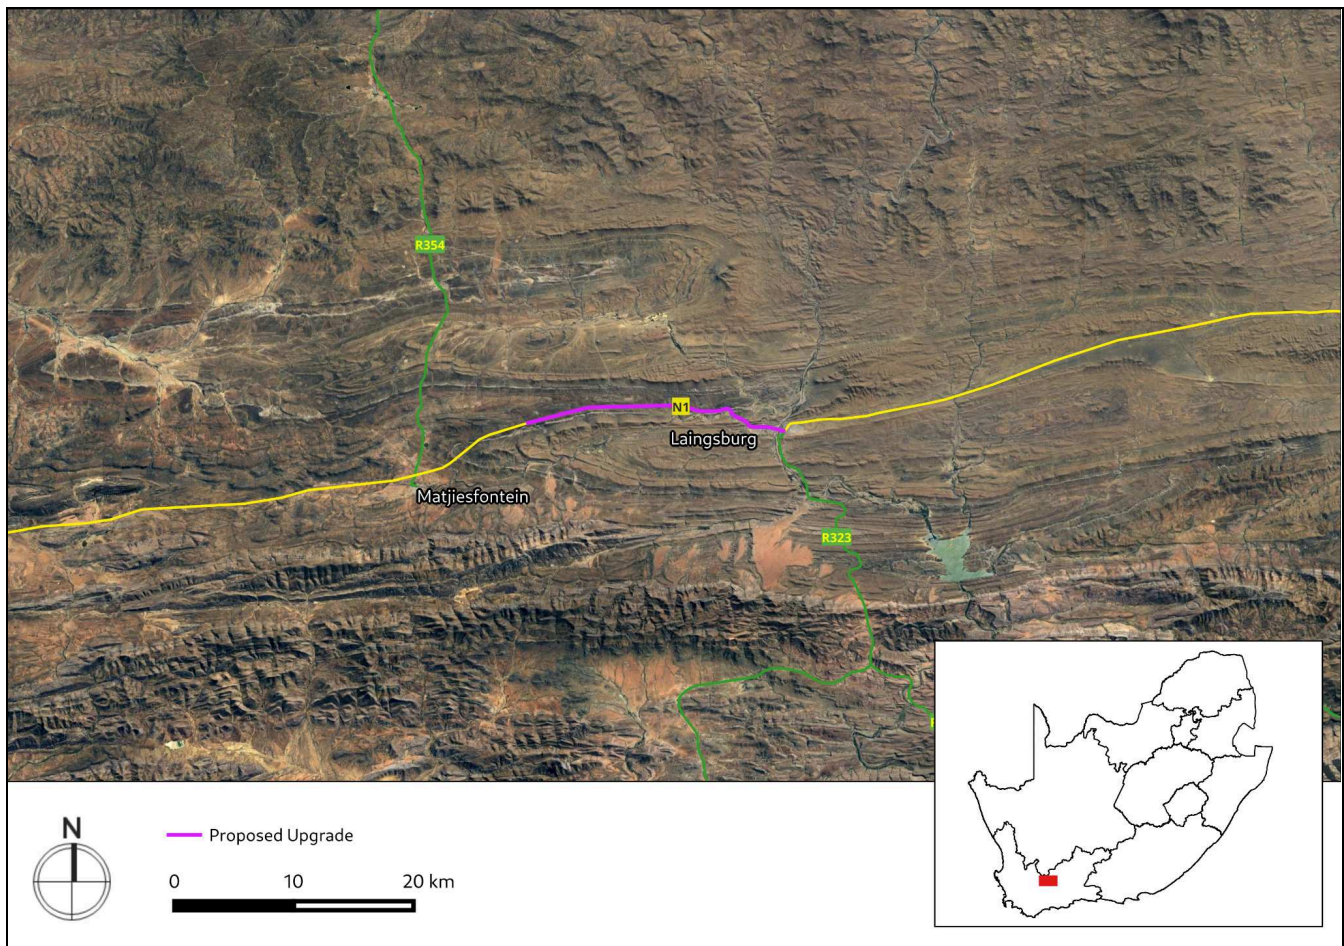 R354
N1
Laingsburg
Matjiesfontein
R323
N
Proposed Upgrade
0 10 20 km